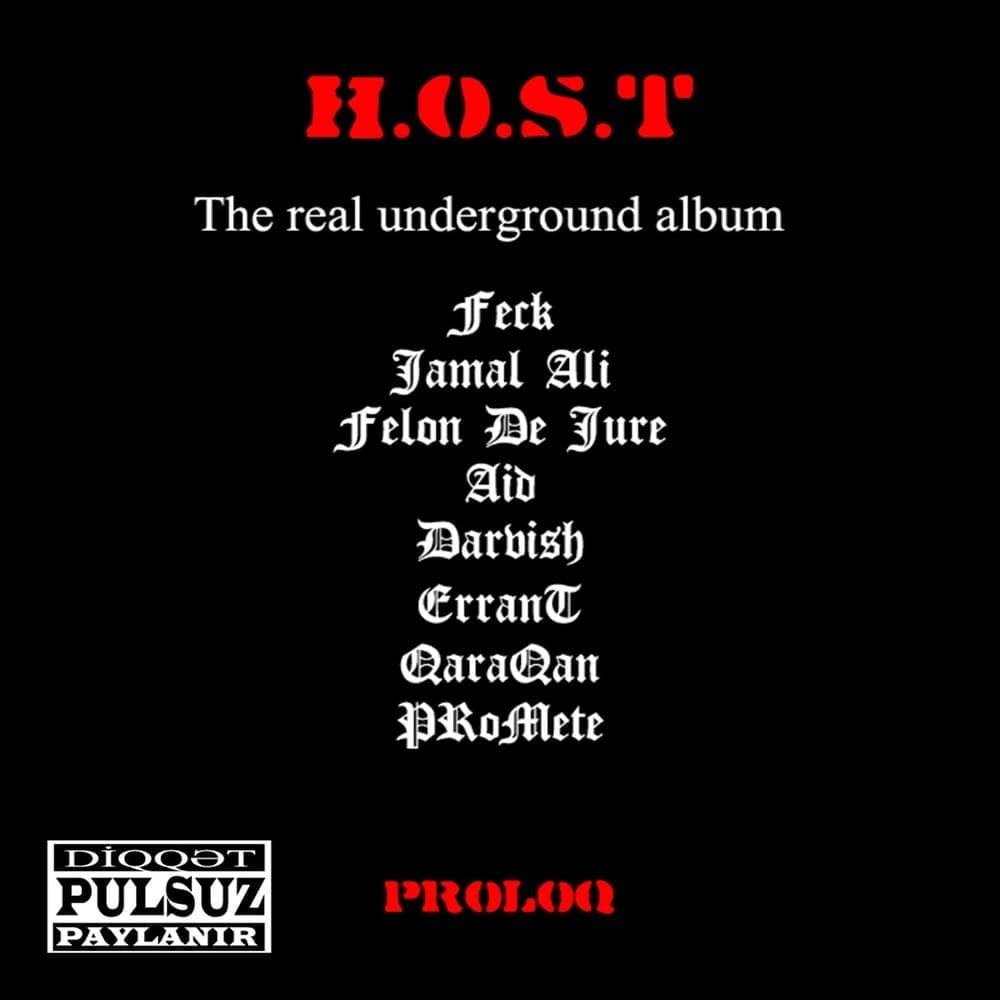 H.O.S.T
The real underground album
Feck
Jamal Ali
Felon De Jure
Aid
Darvish
ErranT
QaraQan
PRoMete
DİQQƏT
PULSUZ
PAYLANIR
PROLOQ